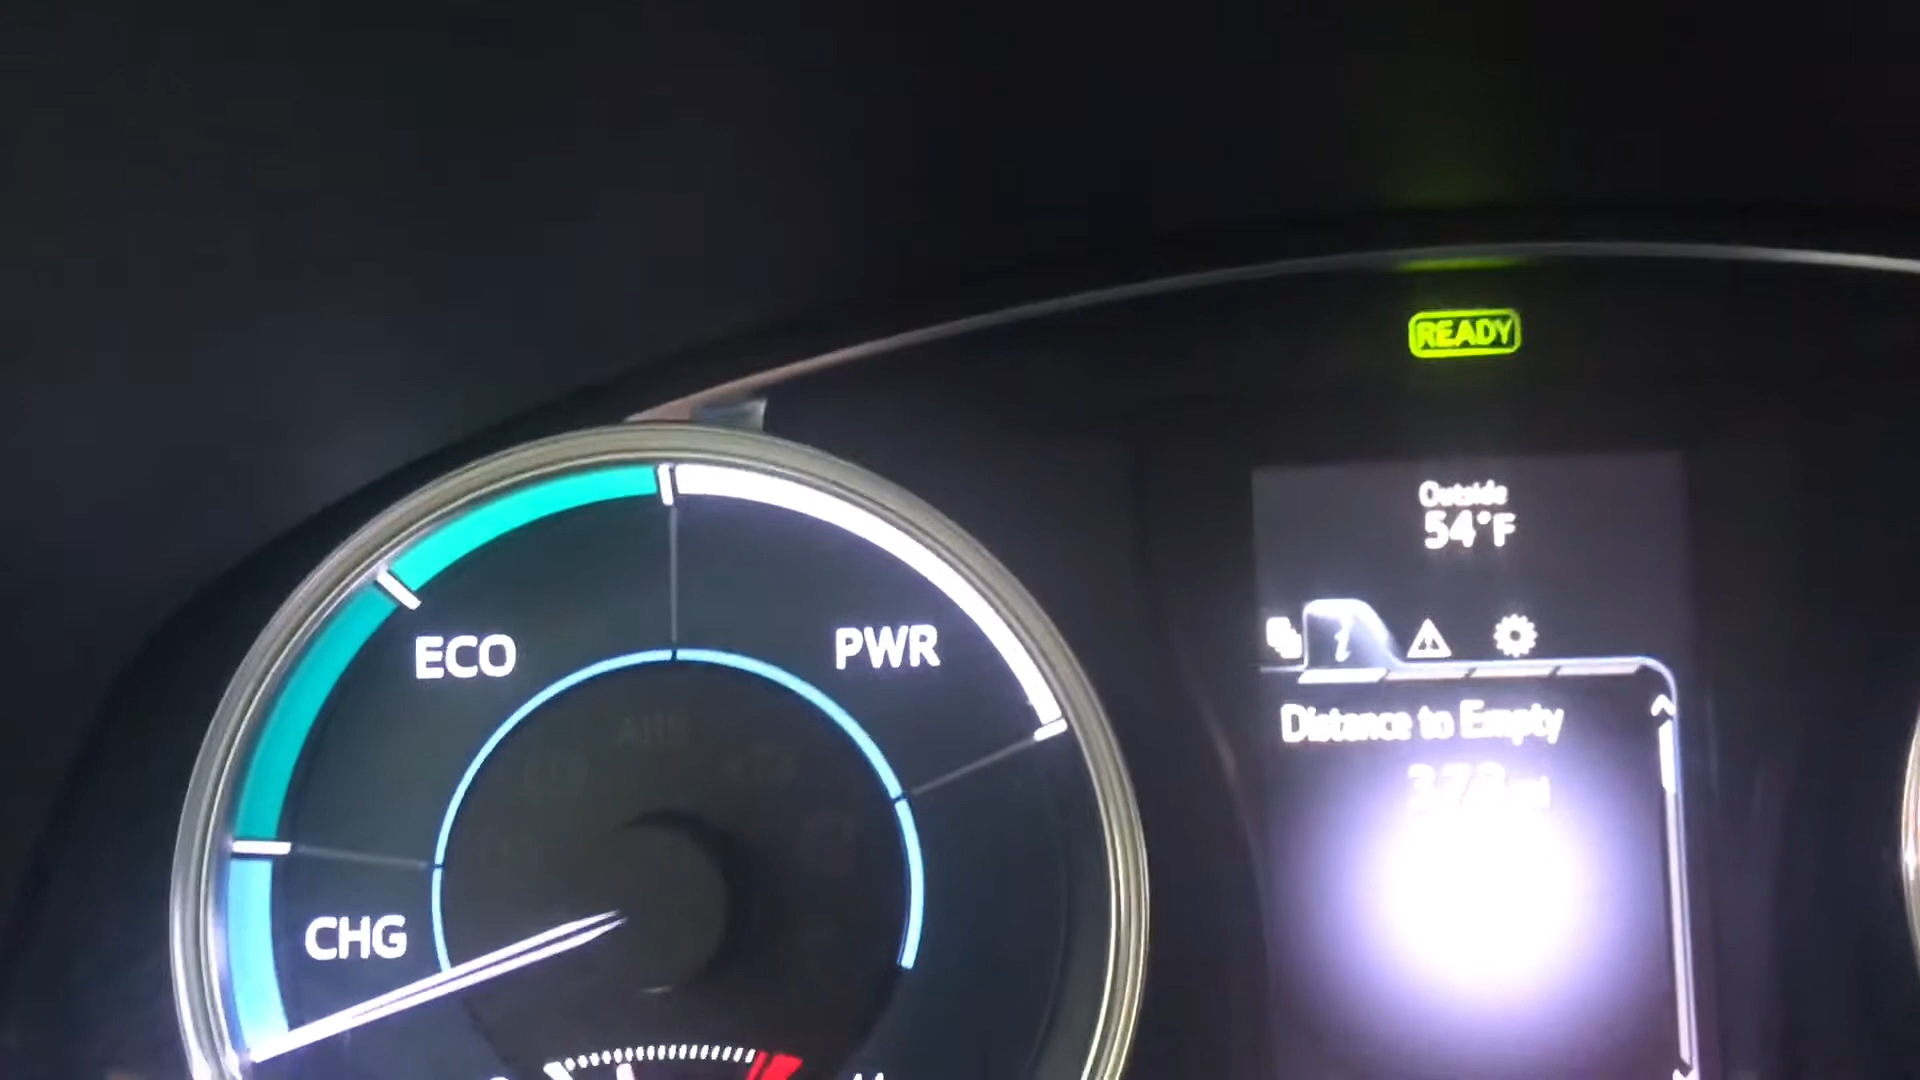 READY
Outside
54°F
ECO
PWR
Distance to Empty
CHG